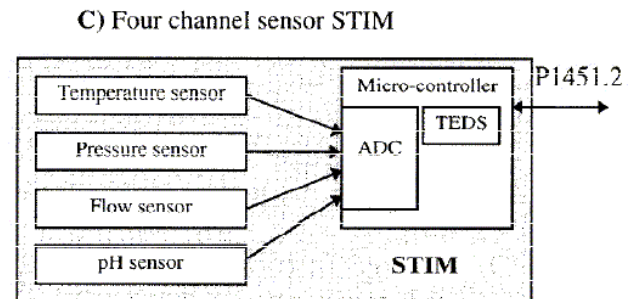 C) Four channel sensor STIM
Temperature sensor
Pressure sensor
Flow sensor
pH sensor
Micro-controller
ADC
TEDS
STIM
P1451.2